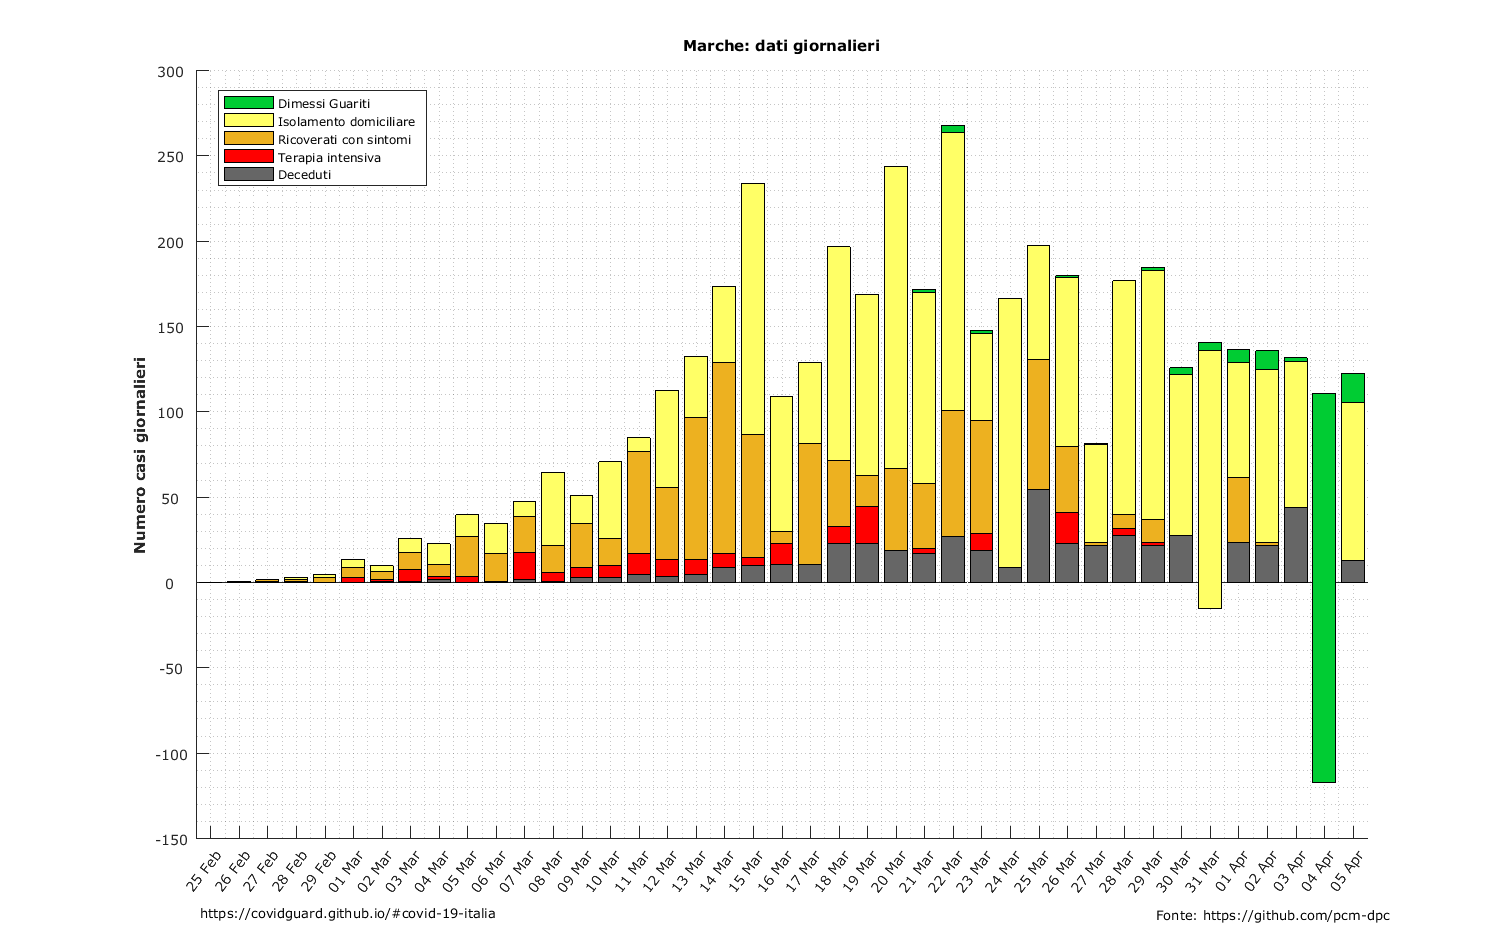 Marche: dati giornalieri
300
250
200
150
100
50
0
-50
-100
-150
Numero casi giornalieri
Dimessi Guariti
Isolamento domiciliare
Ricoverati con sintomi
Terapia intensiva
Deceduti
25 Feb
26 Feb
27 Feb
28 Feb
29 Feb
01 Mar
02 Mar
03 Mar
04 Mar
05 Mar
06 Mar
07 Mar
08 Mar
09 Mar
10 Mar
11 Mar
12 Mar
13 Mar
14 Mar
15 Mar
16 Mar
17 Mar
18 Mar
19 Mar
20 Mar
21 Mar
22 Mar
23 Mar
24 Mar
25 Mar
26 Mar
27 Mar
28 Mar
29 Mar
30 Mar
31 Mar
01 Apr
02 Apr
03 Apr
04 Apr
05 Apr
https://covidguard.github.io/#covid-19-italia
Fonte: https://github.com/pcm-dpc